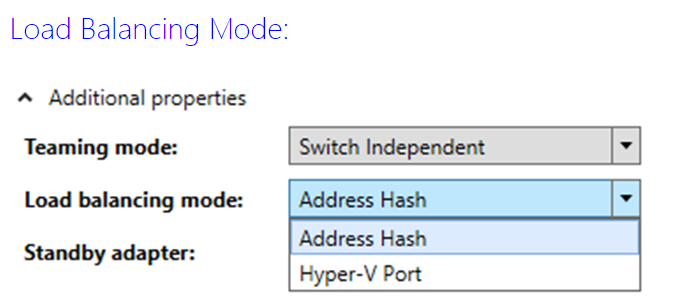 Load Balancing Mode:
Additional properties
Teaming mode: Switch Independent
Load balancing mode: Address Hash
Address Hash
Standby adapter:
Hyper-V Port